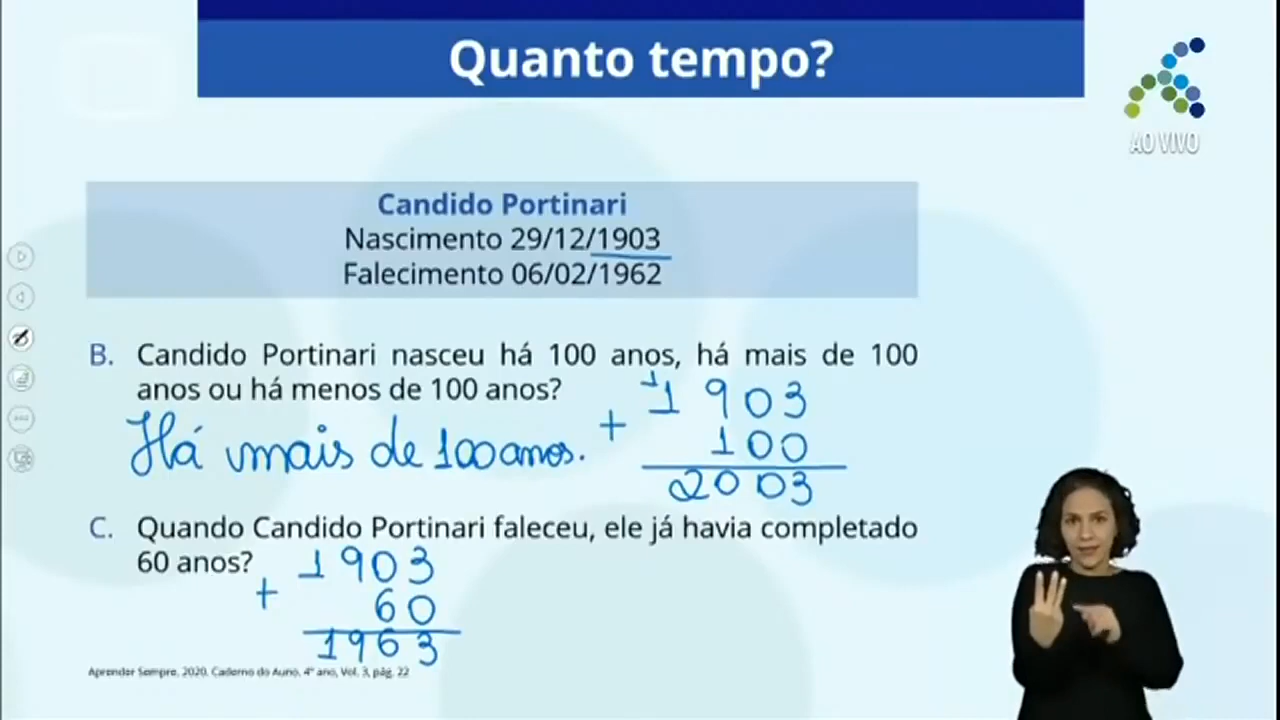 Quanto tempo?
AO VIVO
Candido Portinari
Nascimento 29/12/1903
Falecimento 06/02/1962
B. Candido Portinari nasceu há 100 anos, há mais de 100
anos ou há menos de 100 anos?
Há mais de 100 anos.
1
1903
+ 100
2003
C. Quando Candido Portinari faleceu, ele já havia completado
60 anos?
1903
+ 60
1963
Aprender Sempre, 2020. Caderno do Aluno, 4º ano, Vol. 3, pág. 22